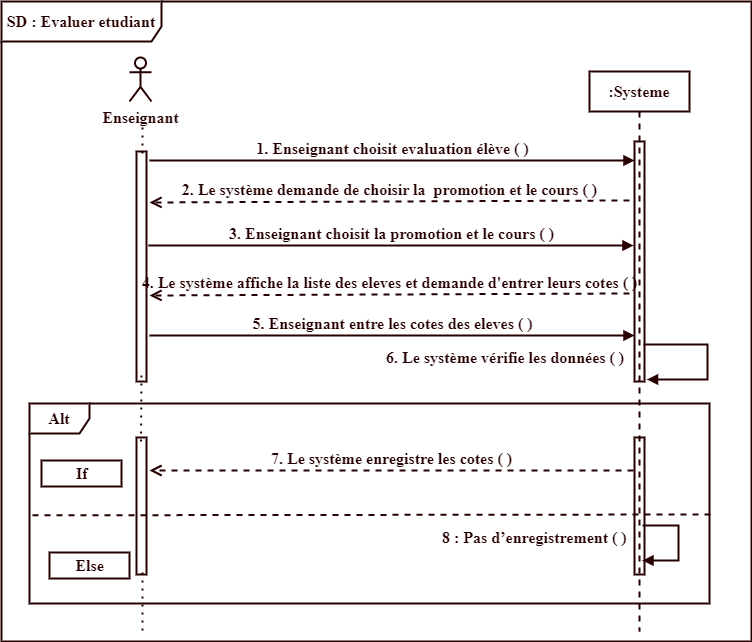 SD : Evaluer etudiant
Enseignant
:Systeme
1. Enseignant choisit evaluation élève ( )
2. Le système demande de choisir la promotion et le cours ( )
3. Enseignant choisit la promotion et le cours ( )
4. Le système affiche la liste des eleves et demande d'entrer leurs cotes ( )
5. Enseignant entre les cotes des eleves ( )
6. Le système vérifie les données ( )
Alt
7. Le système enregistre les cotes ( )
If
8 : Pas d’enregistrement ( )
Else